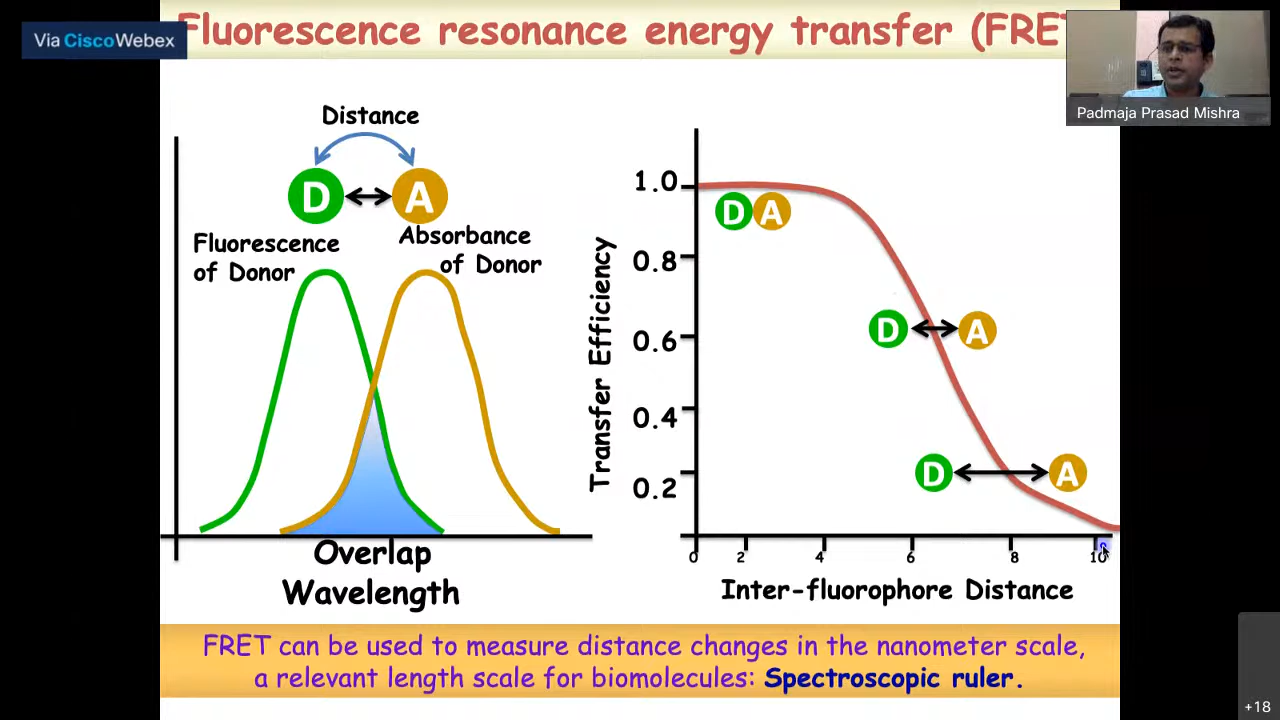 Via Cisco Webex
Fluorescence resonance energy transfer (FRET
Padmaja Prasad Mishra
Distance
D
A
Fluorescence
of Donor
Absorbance
of Donor
Overlap
Wavelength
Transfer Efficiency
1.0
0.8
0.6
0.4
0.2
D A
D A
D A
0 2 4 6 8 10
Inter-fluorophore Distance
FRET can be used to measure distance changes in the nanometer scale,
a relevant length scale for biomolecules: Spectroscopic ruler.
+18